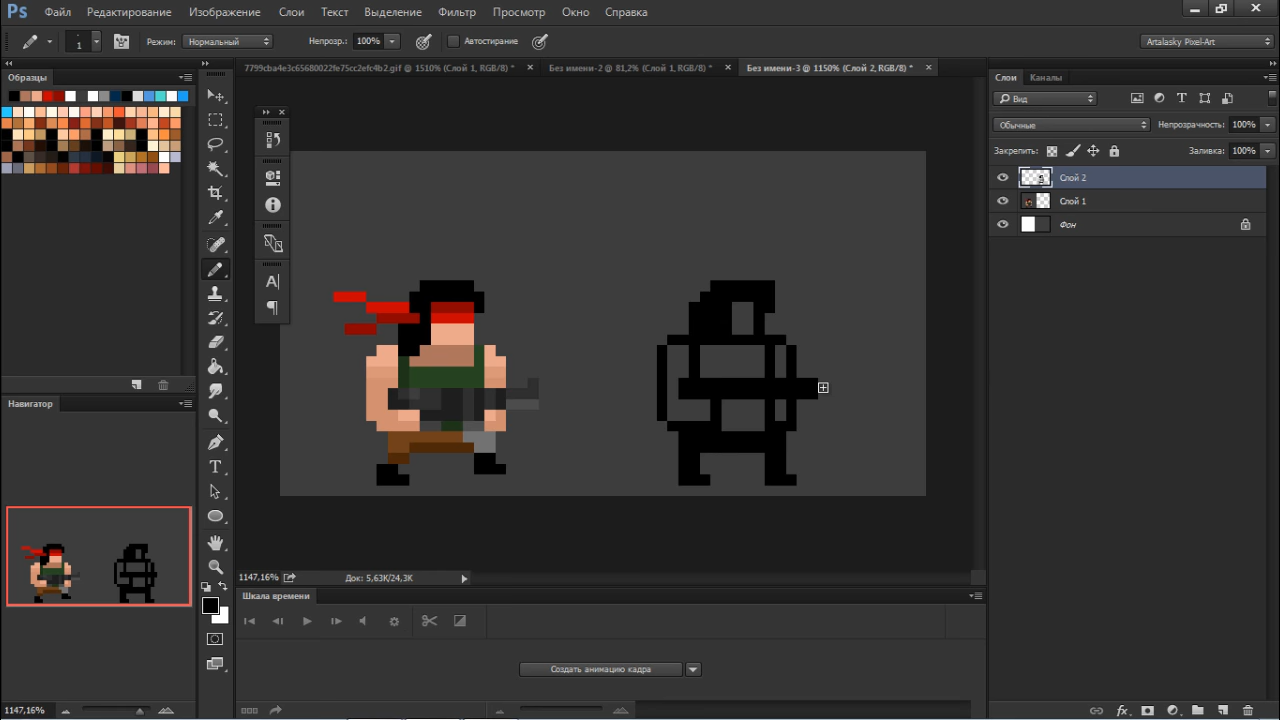 Ps Файл Редактирование Изображение Слои Текст Выделение Фильтр Просмотр Окно Справка
1 Режим: Нормальный Непрозр.: 100% Автостирание Artalasky Pixel-Art
Образцы
7799cba4e3c65680022fe75cc2efc4b2.gif @ 1510% (Слой 1, RGB/8) * Без имени-2 @ 81,2% (Слой 1, RGB/8) * Без имени-3 @ 1150% (Слой 2, RGB/8) *
Слои Каналы
Вид
Обычные Непрозрачность: 100%
Закрепить: Заливка: 100%
Слой 2
Слой 1
Фон
Навигатор
1147,16% Док: 5,63K/24,3K
Шкала времени
Создать анимацию кадра
1147,16%